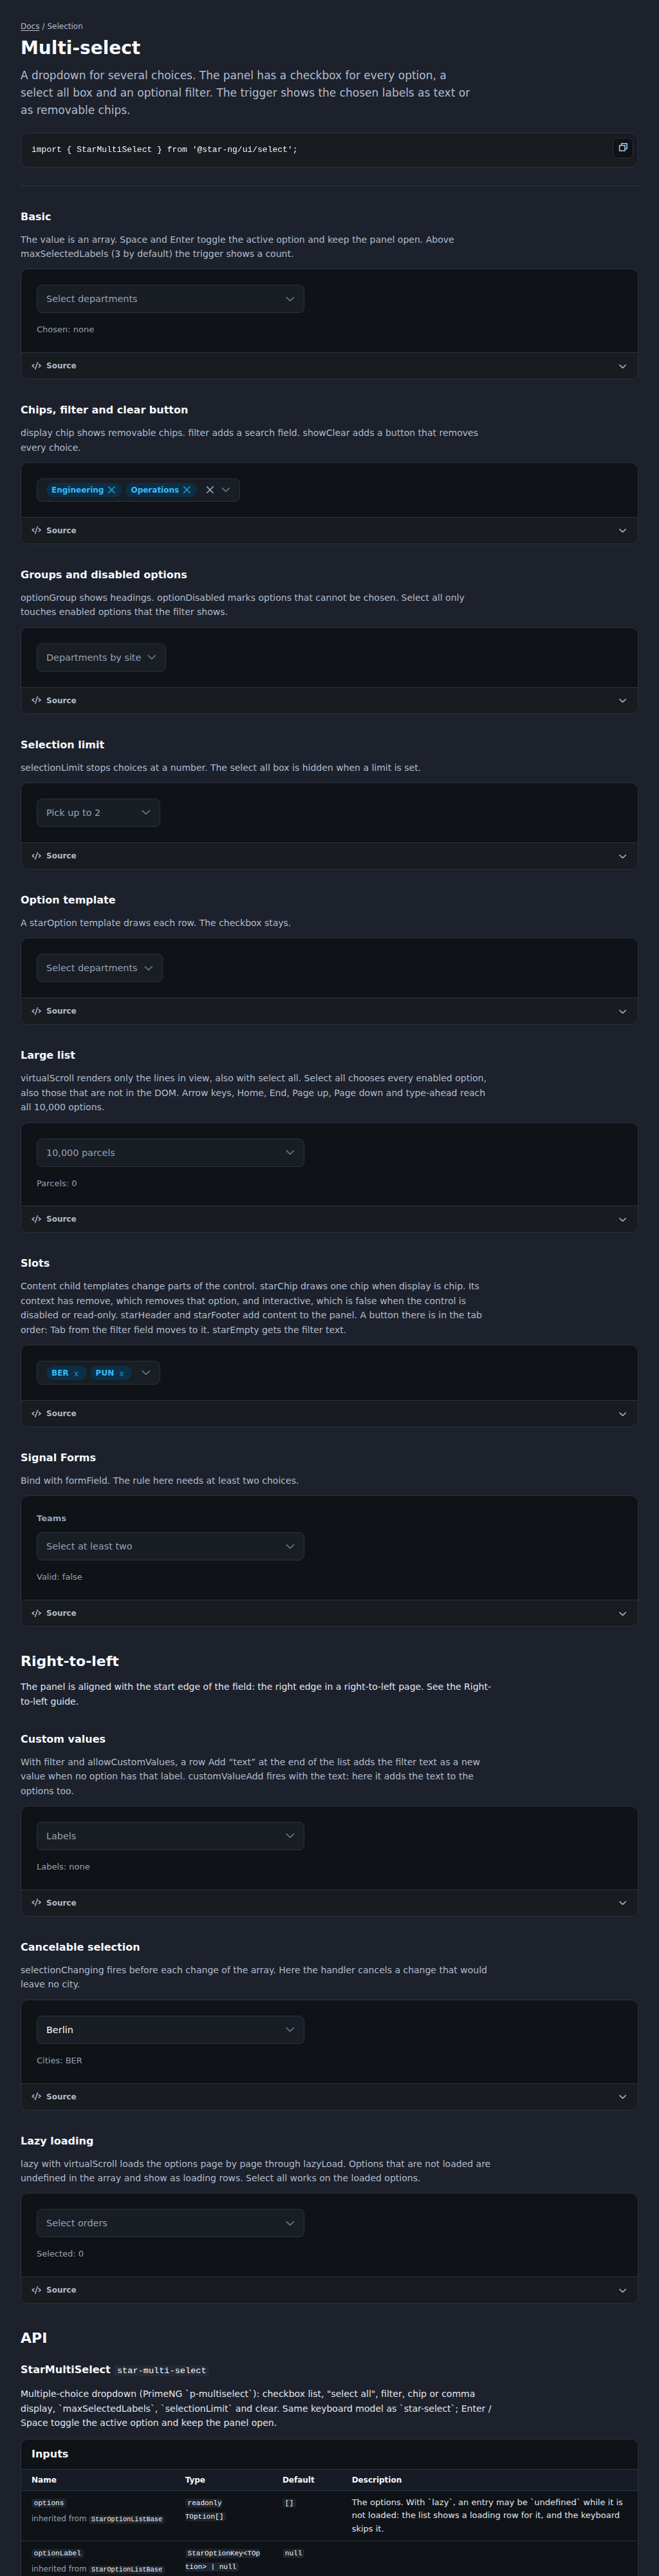 Docs / Selection
Multi-select
A dropdown for several choices. The panel has a checkbox for every option, a
select all box and an optional filter. The trigger shows the chosen labels as text or
as removable chips.
import { StarMultiSelect } from '@star-ng/ui/select';
Basic
The value is an array. Space and Enter toggle the active option and keep the panel open. Above
maxSelectedLabels (3 by default) the trigger shows a count.
Select departments
Chosen: none
Source
Chips, filter and clear button
display chip shows removable chips. filter adds a search field. showClear adds a button that removes
every choice.
Engineering Operations
Source
Groups and disabled options
optionGroup shows headings. optionDisabled marks options that cannot be chosen. Select all only
touches enabled options that the filter shows.
Departments by site
Source
Selection limit
selectionLimit stops choices at a number. The select all box is hidden when a limit is set.
Pick up to 2
Source
Option template
A starOption template draws each row. The checkbox stays.
Select departments
Source
Large list
virtualScroll renders only the lines in view, also with select all. Select all chooses every enabled option,
also those that are not in the DOM. Arrow keys, Home, End, Page up, Page down and type-ahead reach
all 10,000 options.
10,000 parcels
Parcels: 0
Source
Slots
Content child templates change parts of the control. starChip draws one chip when display is chip. Its
context has remove, which removes that option, and interactive, which is false when the control is
disabled or read-only. starHeader and starFooter add content to the panel. A button there is in the tab
order: Tab from the filter field moves to it. starEmpty gets the filter text.
BER x PUN x
Source
Signal Forms
Bind with formField. The rule here needs at least two choices.
Teams
Select at least two
Valid: false
Source
Right-to-left
The panel is aligned with the start edge of the field: the right edge in a right-to-left page. See the Right-
to-left guide.
Custom values
With filter and allowCustomValues, a row Add “text” at the end of the list adds the filter text as a new
value when no option has that label. customValueAdd fires with the text: here it adds the text to the
options too.
Labels
Labels: none
Source
Cancelable selection
selectionChanging fires before each change of the array. Here the handler cancels a change that would
leave no city.
Berlin
Cities: BER
Source
Lazy loading
lazy with virtualScroll loads the options page by page through lazyLoad. Options that are not loaded are
undefined in the array and show as loading rows. Select all works on the loaded options.
Select orders
Selected: 0
Source
API
StarMultiSelect star-multi-select
Multiple-choice dropdown (PrimeNG `p-multiselect`): checkbox list, "select all", filter, chip or comma
display, `maxSelectedLabels`, `selectionLimit` and clear. Same keyboard model as `star-select`; Enter /
Space toggle the active option and keep the panel open.
Inputs
Name Type Default Description
options readonly [] The options. With `lazy`, an entry may be `undefined` while it is
inherited from StarOptionListBase TOption[] not loaded: the list shows a loading row for it, and the keyboard
skips it.
optionLabel StarOptionKey<TOp null
inherited from StarOptionListBase tion> | null